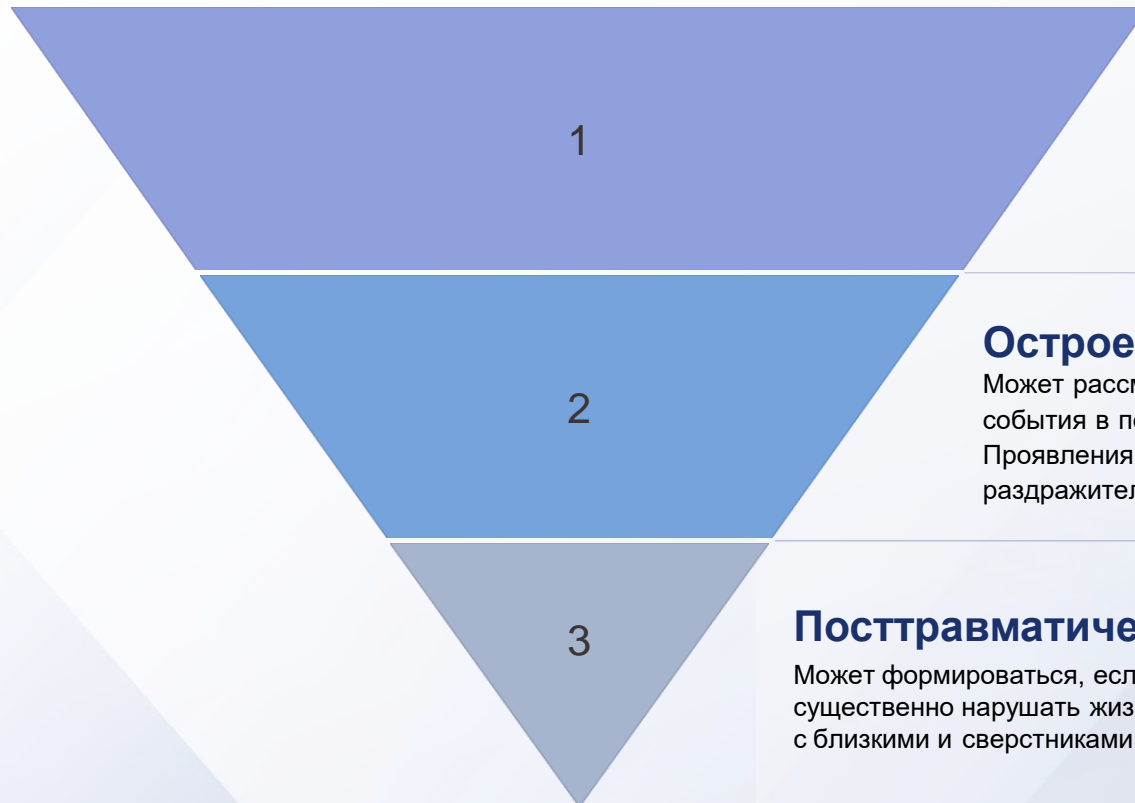 1
2
Острое
Может
события в
Проявления
3
Может формироваться,
существенно нарушать
с близкими и сверстниками